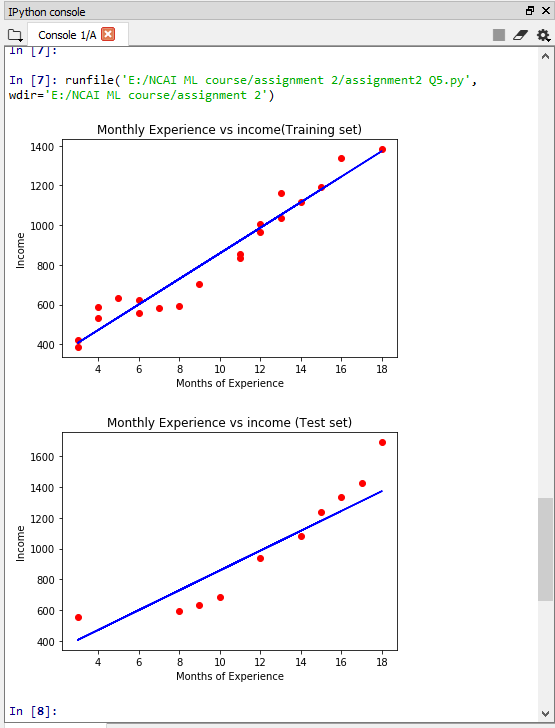 IPython console
Console 1/A
In [7]:
In [7]: runfile('E:/NCAI ML course/assignment 2/assignment2 Q5.py',
wdir='E:/NCAI ML course/assignment 2')
Monthly Experience vs income(Training set)
1400
1200
1000
800
600
400
Income
4 6 8 10 12 14 16 18
Months of Experience
Monthly Experience vs income (Test set)
1600
1400
1200
1000
800
600
400
Income
4 6 8 10 12 14 16 18
Months of Experience
In [8]: